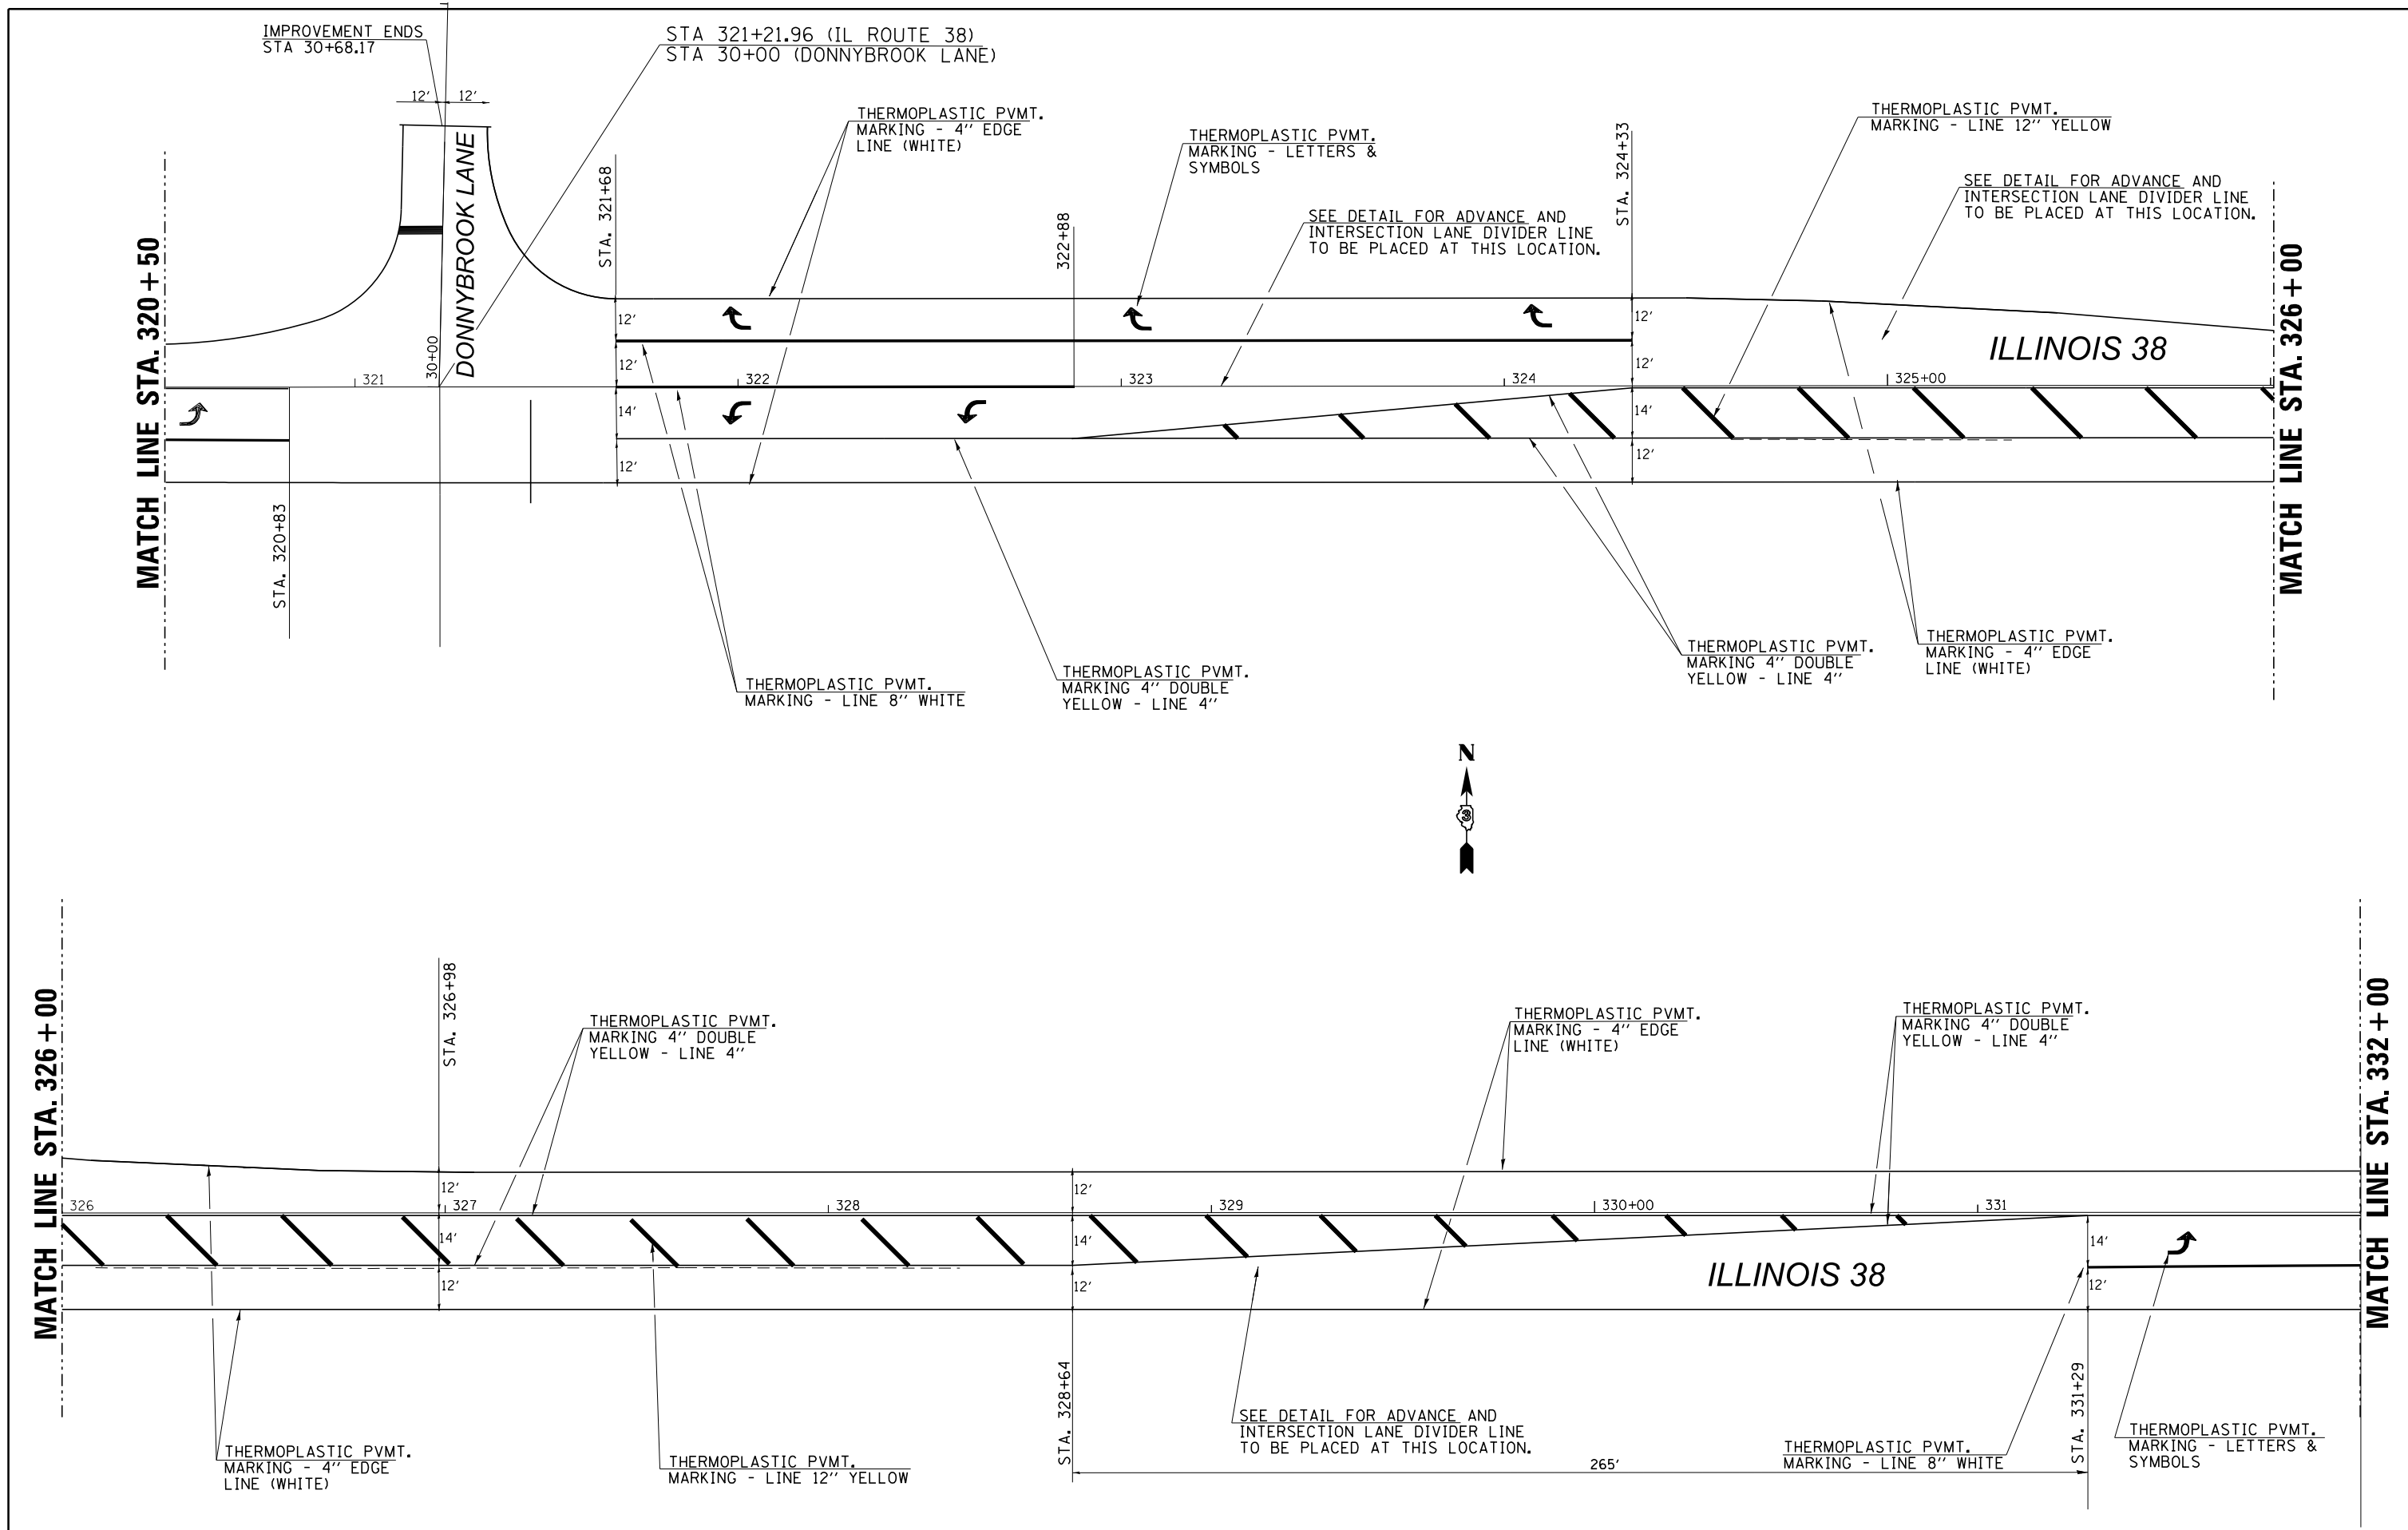 IMPROVEMENT ENDS
STA 30+68.17
STA 321+21.96 (IL ROUTE 38)
STA 30+00 (DONNYBROOK LANE)
12' 12'
THERMOPLASTIC PVMT.
MARKING - 4'' EDGE
LINE (WHITE)
THERMOPLASTIC PVMT.
MARKING - LETTERS &
SYMBOLS
THERMOPLASTIC PVMT.
MARKING - LINE 12'' YELLOW
SEE DETAIL FOR ADVANCE AND
INTERSECTION LANE DIVIDER LINE
TO BE PLACED AT THIS LOCATION.
SEE DETAIL FOR ADVANCE AND
INTERSECTION LANE DIVIDER LINE
TO BE PLACED AT THIS LOCATION.
MATCH LINE STA. 320+50
DONNYBROOK LANE
30+00
STA. 321+68
322+88
STA. 324+33
MATCH LINE STA. 326+00
STA. 320+83
12'
12'
14'
12'
12'
12'
14'
12'
ILLINOIS 38
321
322
323
324
325+00
THERMOPLASTIC PVMT.
MARKING - LINE 8'' WHITE
THERMOPLASTIC PVMT.
MARKING 4'' DOUBLE
YELLOW - LINE 4''
THERMOPLASTIC PVMT.
MARKING 4'' DOUBLE
YELLOW - LINE 4''
THERMOPLASTIC PVMT.
MARKING - 4'' EDGE
LINE (WHITE)
N
3
MATCH LINE STA. 326+00
STA. 326+98
THERMOPLASTIC PVMT.
MARKING 4'' DOUBLE
YELLOW - LINE 4''
THERMOPLASTIC PVMT.
MARKING - 4'' EDGE
LINE (WHITE)
THERMOPLASTIC PVMT.
MARKING 4'' DOUBLE
YELLOW - LINE 4''
MATCH LINE STA. 332+00
326
327
328
329
330+00
331
12'
14'
12'
12'
14'
12'
14'
12'
ILLINOIS 38
STA. 328+64
STA. 331+29
THERMOPLASTIC PVMT.
MARKING - 4'' EDGE
LINE (WHITE)
THERMOPLASTIC PVMT.
MARKING - LINE 12'' YELLOW
SEE DETAIL FOR ADVANCE AND
INTERSECTION LANE DIVIDER LINE
TO BE PLACED AT THIS LOCATION.
265'
THERMOPLASTIC PVMT.
MARKING - LINE 8'' WHITE
THERMOPLASTIC PVMT.
MARKING - LETTERS &
SYMBOLS